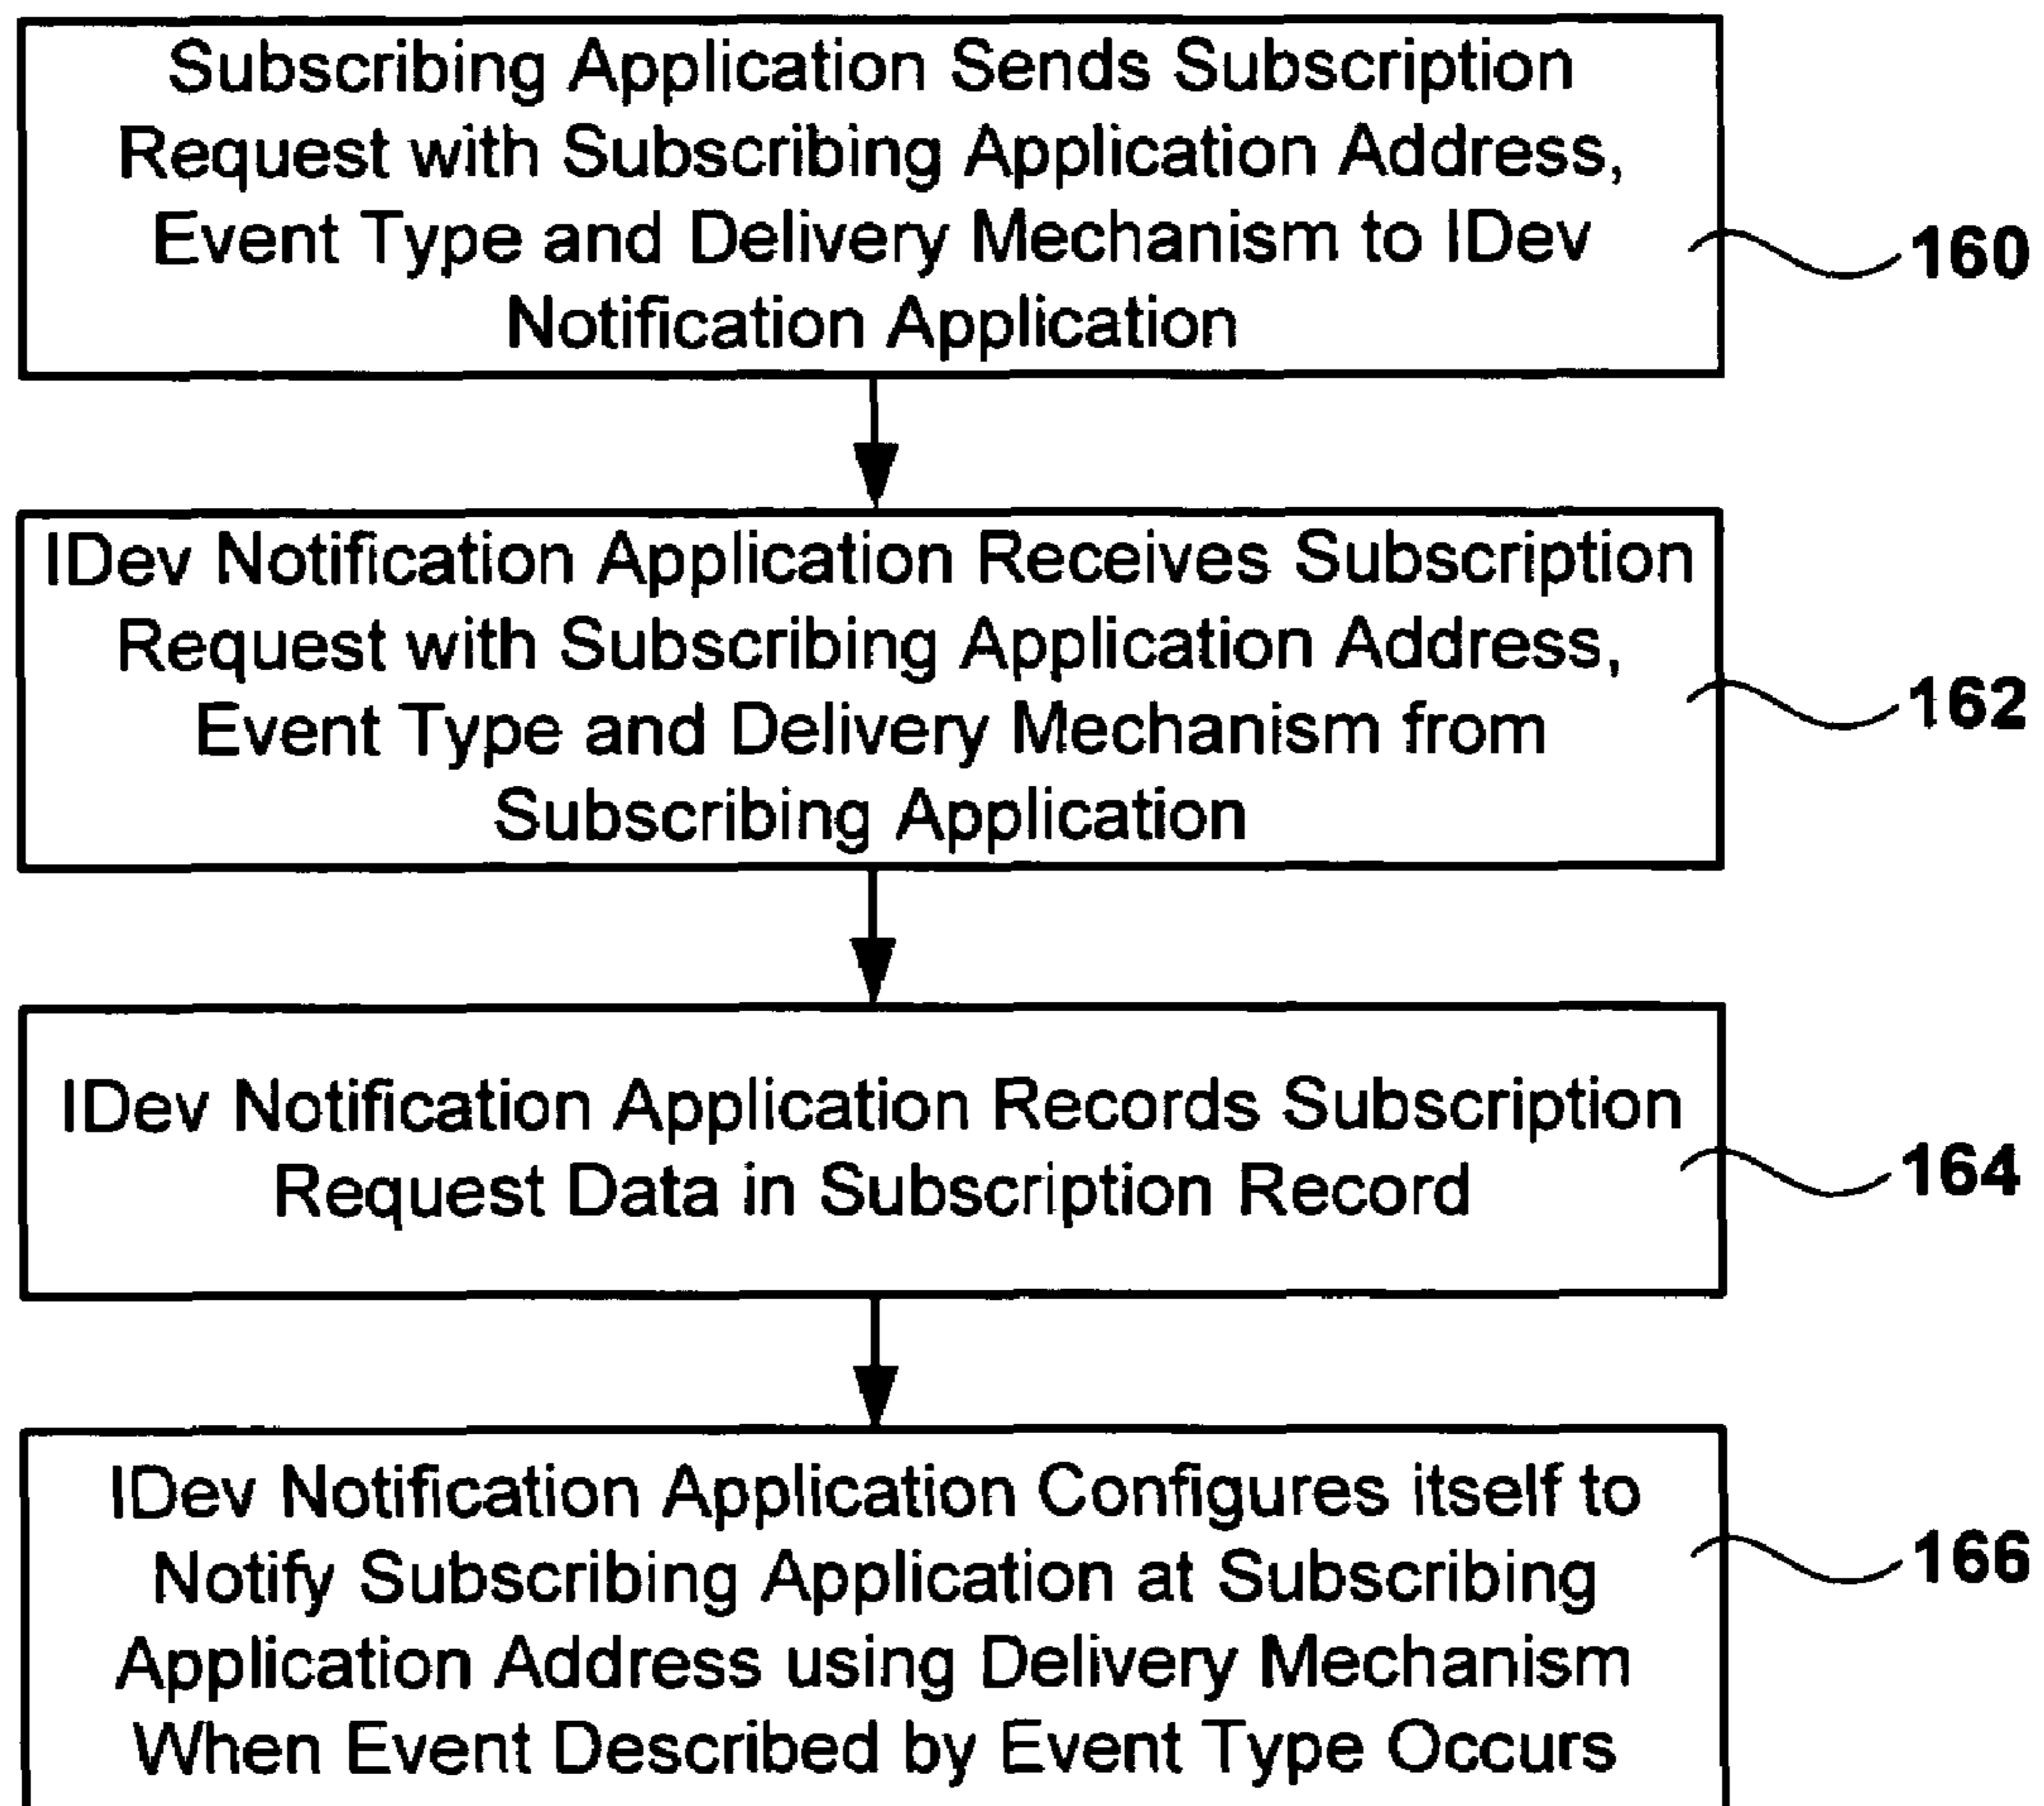 Subscribing Application Sends Subscription
Request with Subscribing Application Address,
Event Type and Delivery Mechanism to IDev
Notification Application
160
IDev Notification Application Receives Subscription
Request with Subscribing Application Address,
Event Type and Delivery Mechanism from
Subscribing Application
162
IDev Notification Application Records Subscription
Request Data in Subscription Record
164
IDev Notification Application Configures itself to
Notify Subscribing Application at Subscribing
Application Address using Delivery Mechanism
When Event Described by Event Type Occurs
166